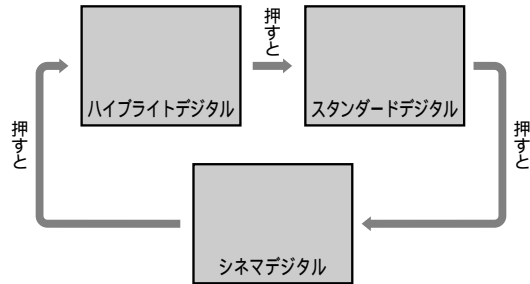 押すと
ハイブライトデジタル
スタンダードデジタル
押すと
押すと
シネマデジタル